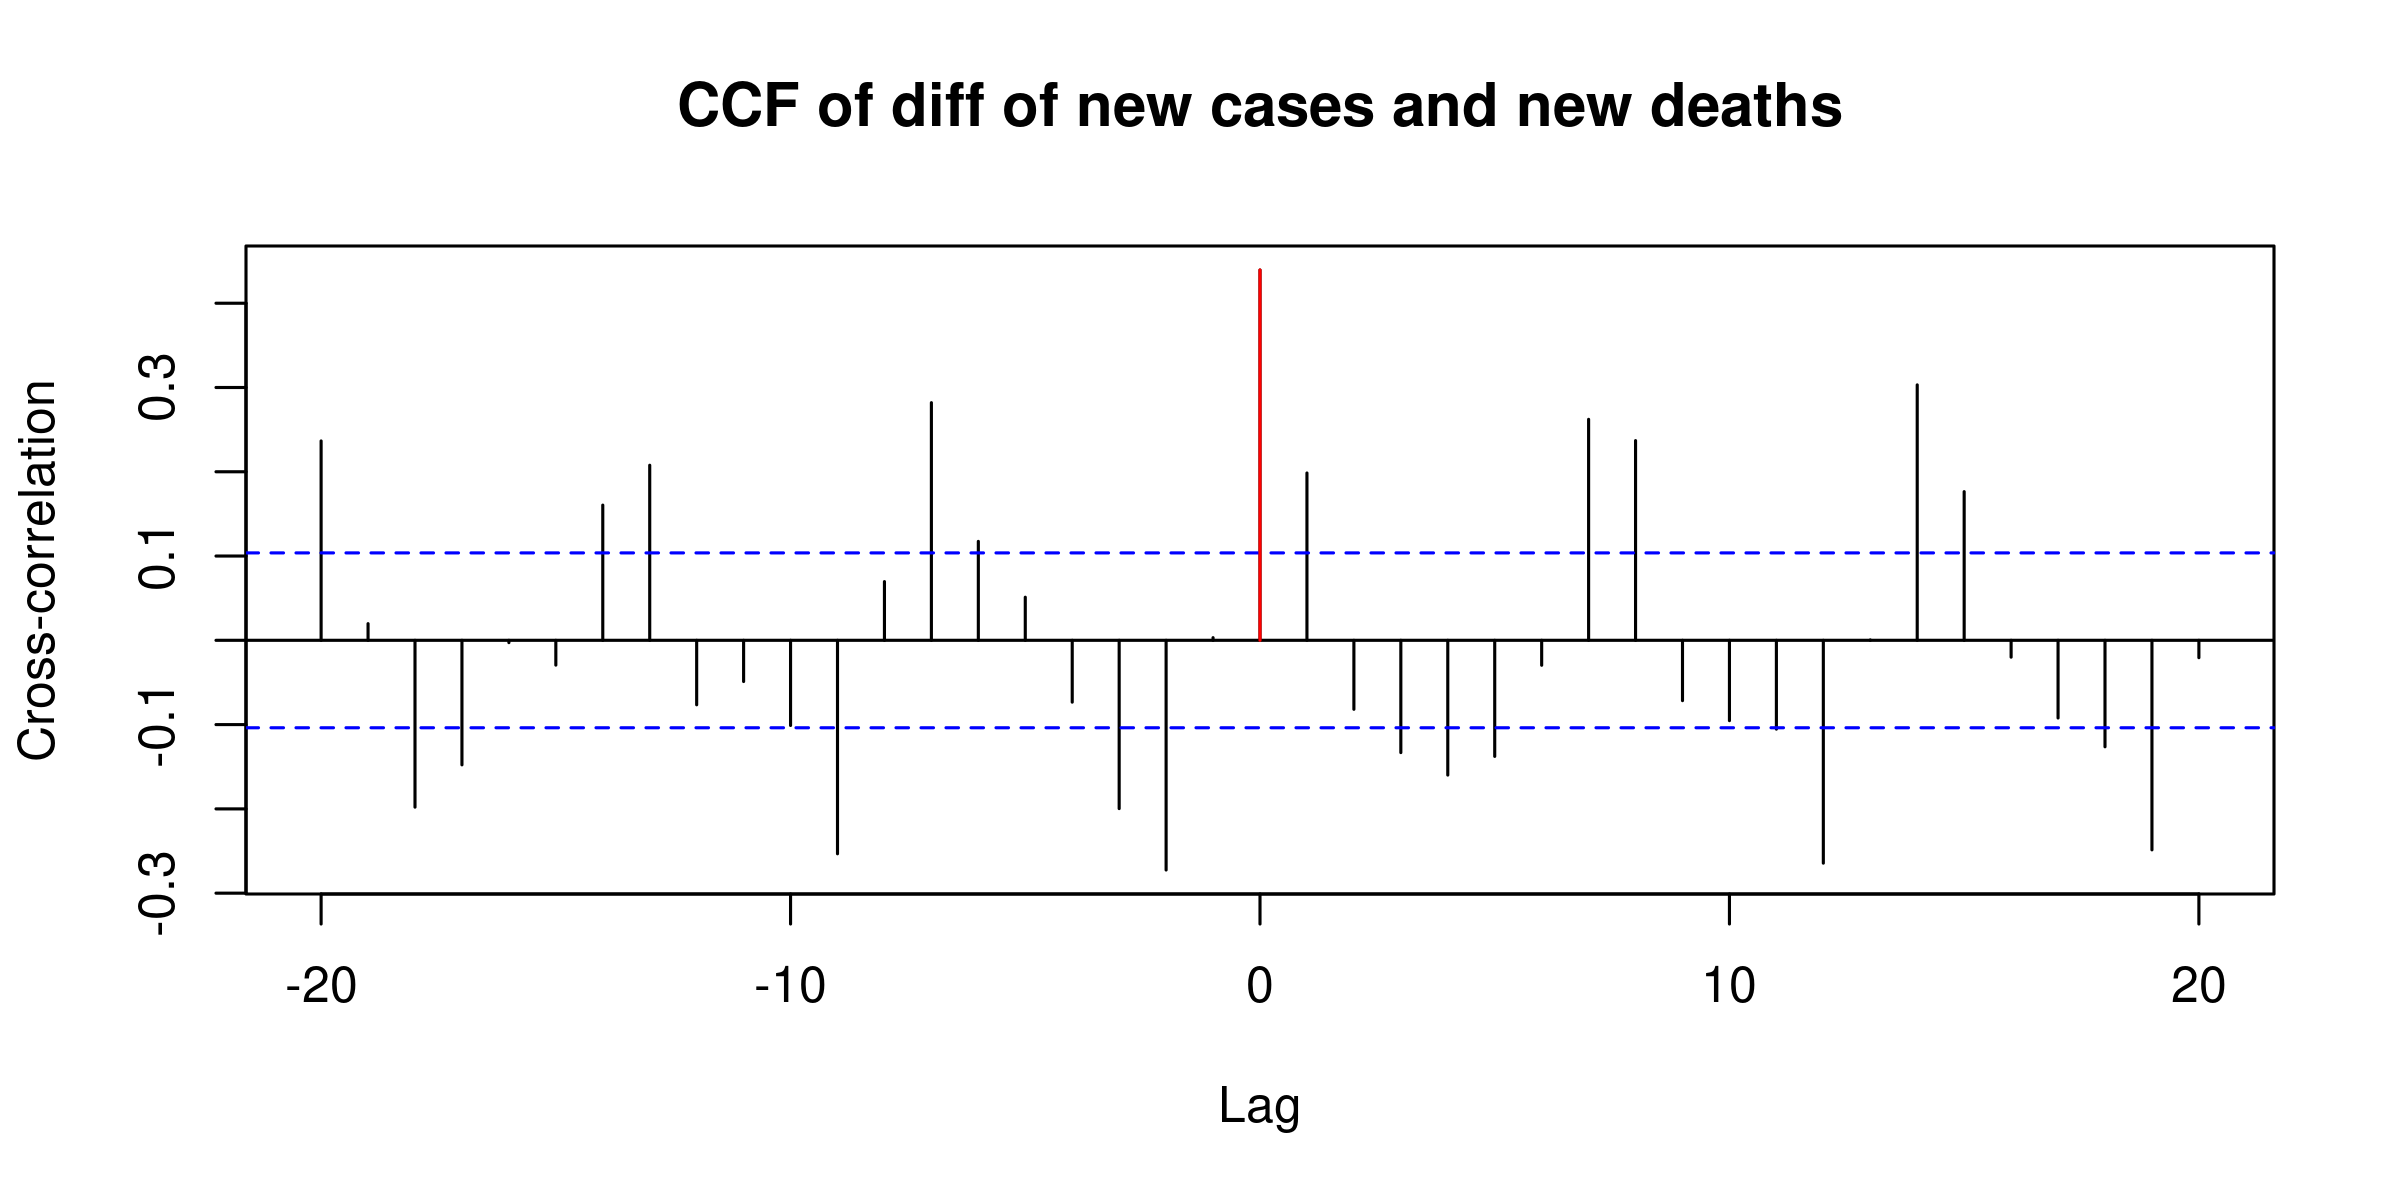 CCF of diff of new cases and new deaths
Cross-correlation
0.3
0.1
-0.1
-0.3
-20 -10 0 10 20
Lag